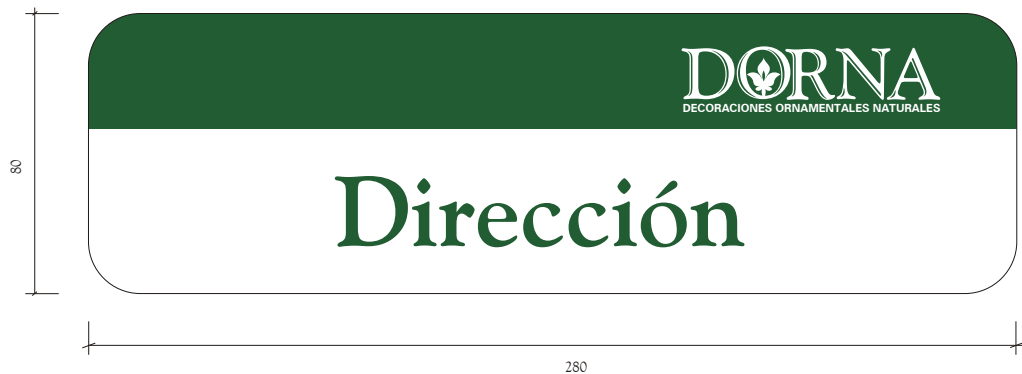 DORNA
DECORACIONES ORNAMENTALES NATURALES
Dirección
80
280